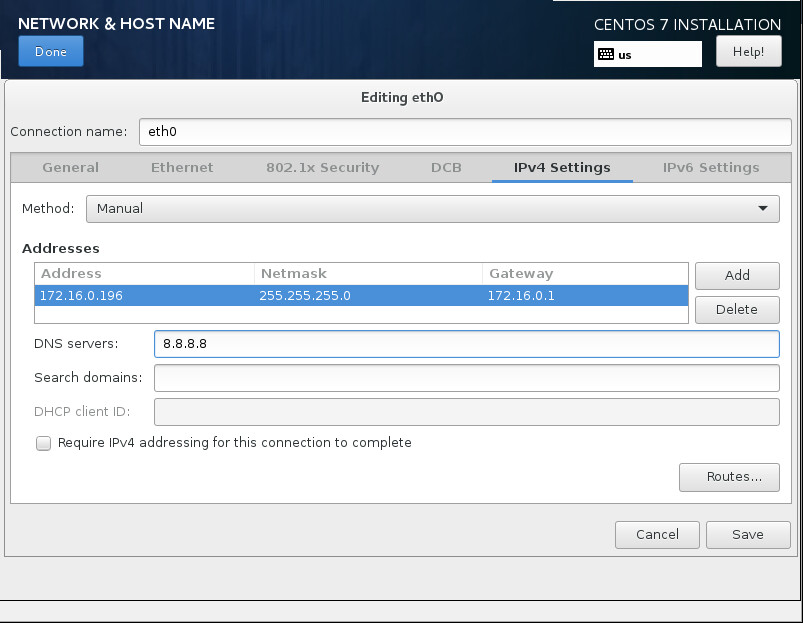 NETWORK & HOST NAME
CENTOS 7 INSTALLATION
Done
us
Help!
Editing eth0
Connection name: eth0
General Ethernet 802.1x Security DCB IPv4 Settings IPv6 Settings
Method: Manual
Addresses
Address Netmask Gateway
Add
172.16.0.196 255.255.255.0 172.16.0.1
Delete
DNS servers: 8.8.8.8
Search domains:
DHCP client ID:
Require IPv4 addressing for this connection to complete
Routes...
Cancel Save